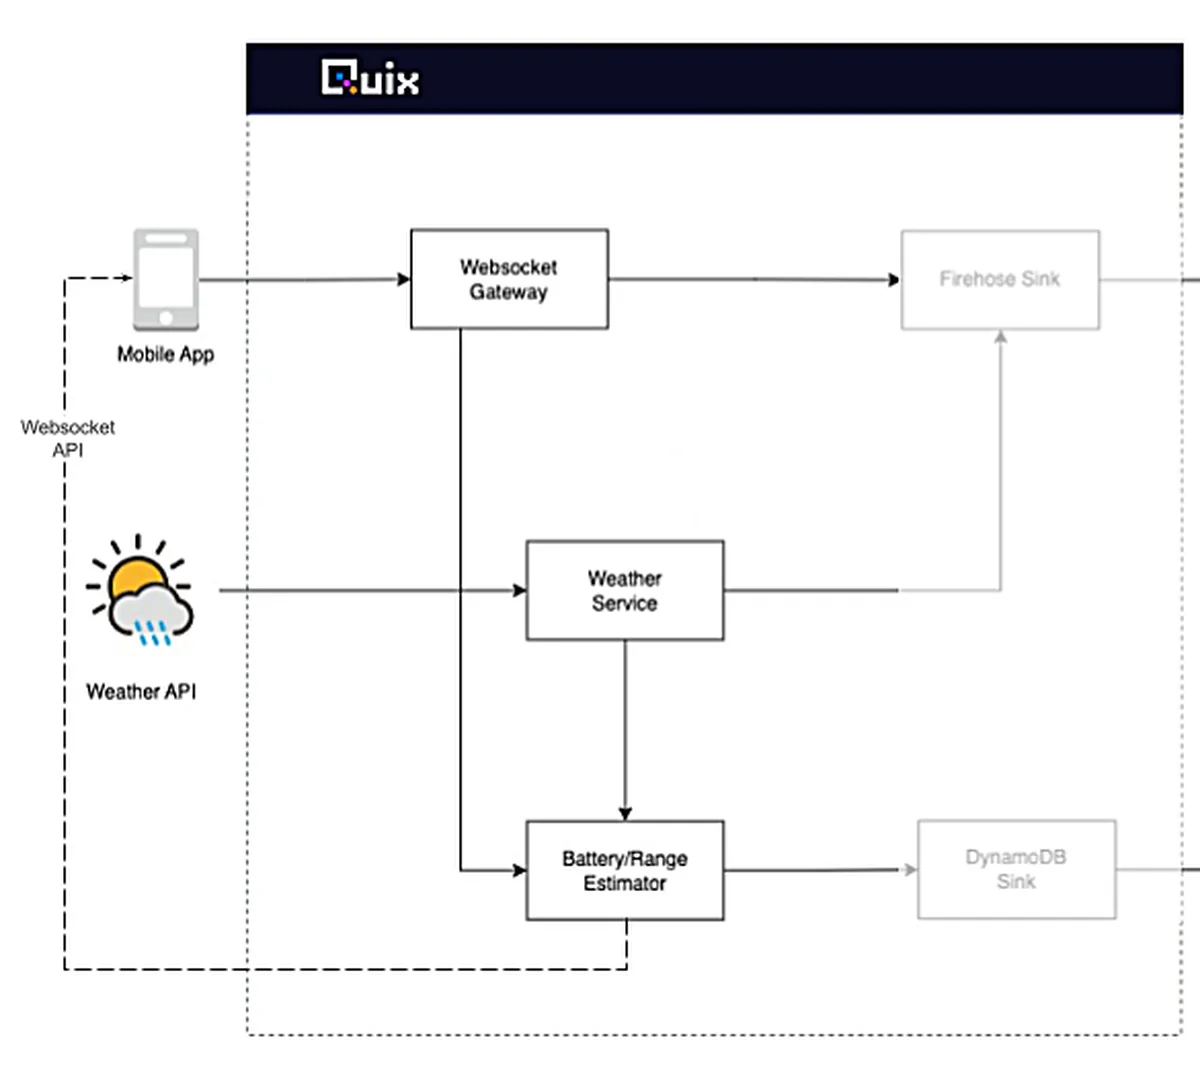 Quix
Websocket
Gateway
Firehose Sink
Mobile App
Websocket
API
Weather
Service
Weather API
Battery/Range
Estimator
DynamoDB
Sink